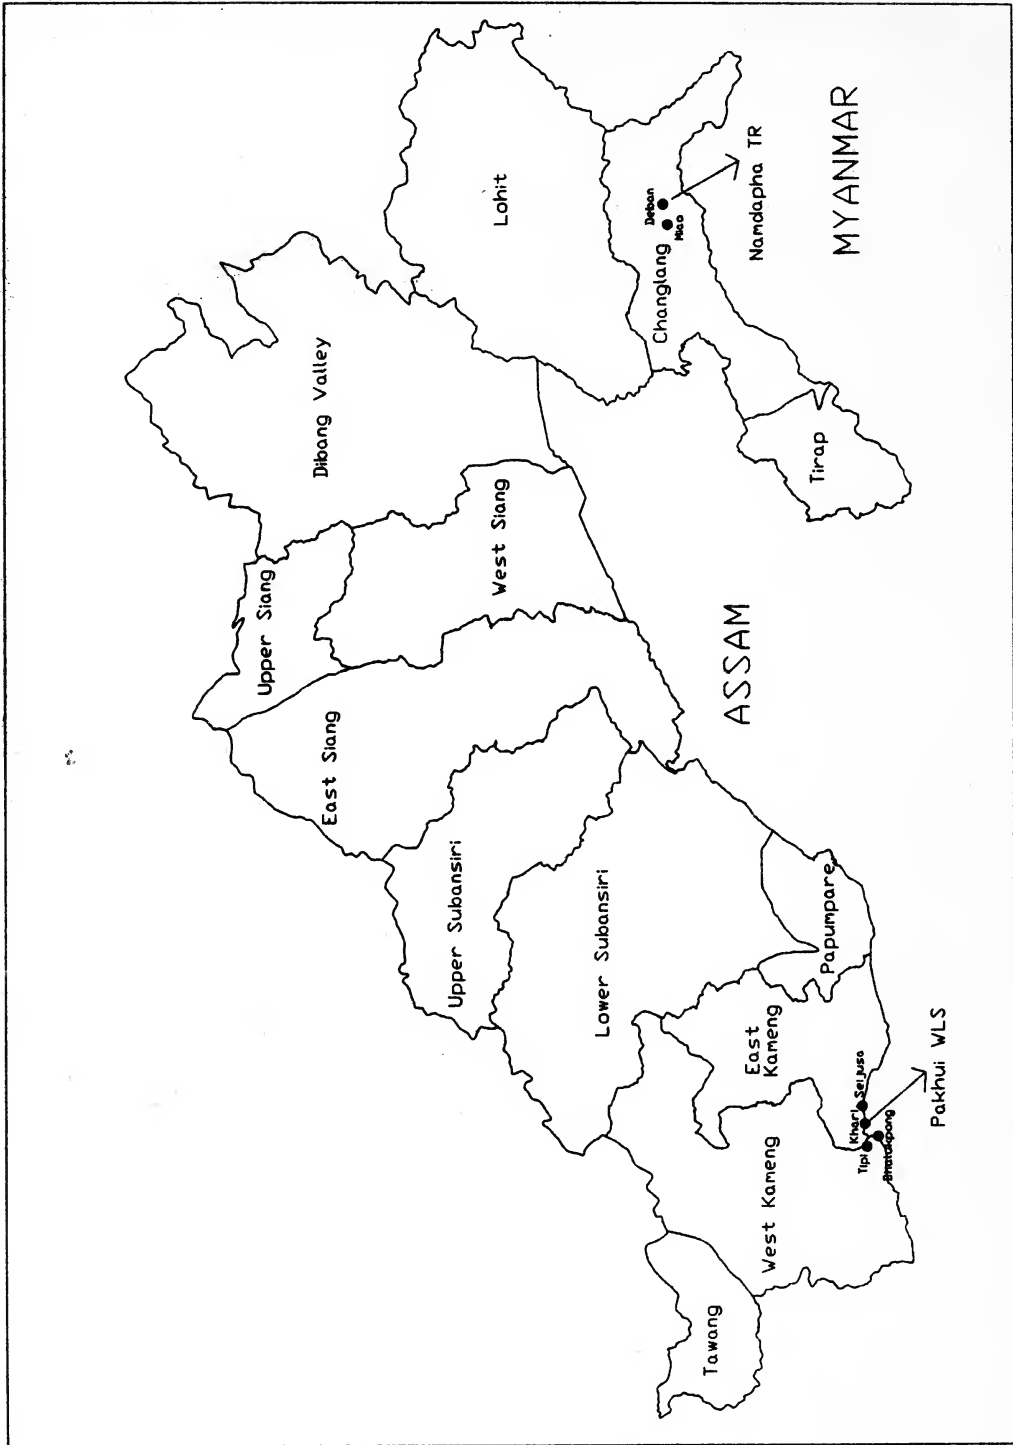 Lohit
Dibang Valley
Upper Siang
West Siang
East Siang
Upper Subansiri
Lower Subansiri
Papumpare
East
Kameng
West Kameng
Tawang
Changlang
Deban
Miao
Namdapha TR
MYANMAR
Tirap
ASSAM
Seijusa
Khari
Tipi
Bhalukpong
Pakhui WLS